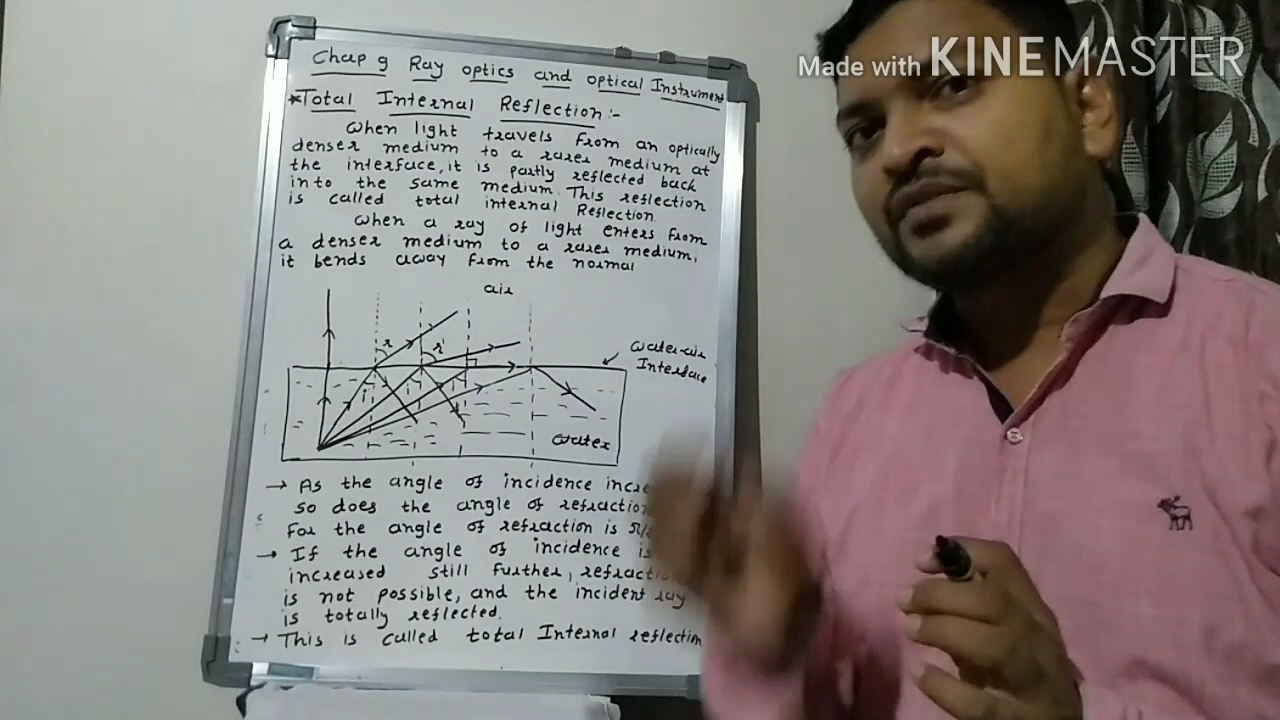 Made with KINEMASTER
Chap 9 Ray optics and optical Instrument
*Total Internal Reflection:-
When light travels from an optically
denser medium to a rarer medium at
the interface, it is partly reflected back
into the same medium. This reflection
is called total internal Reflection
When a ray of light enters from
a denser medium to a rarer medium,
it bends away from the normal
air
r
r'
water-air
Interface
i
water
→ As the angle of incidence
so does the angle of
For the angle of refraction is
→ If the angle of incidence is
increased still further,
is not possible, and the incident ray
is totally reflected.
→ This is called total Internal reflection